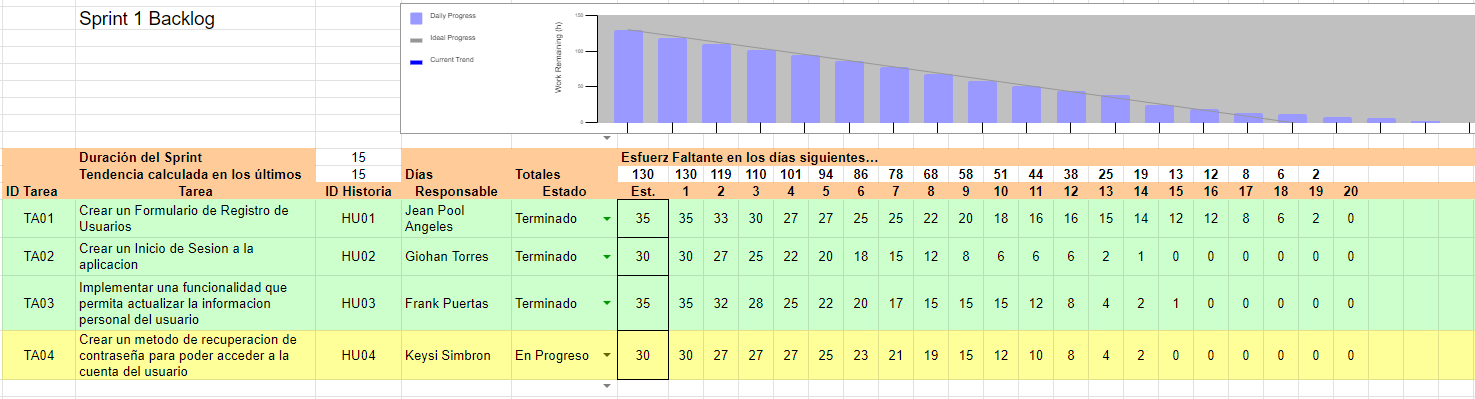 Sprint 1 Backlog
Daily Progress
Ideal Progress
Current Trend
Work Remaining (h)
150
100
50
0
Duración del Sprint 15 Esfuerz Faltante en los días siguientes...
Tendencia calculada en los últimos 15 Días Totales 130 130 119 110 101 94 86 78 68 58 51 44 38 25 19 13 12 8 6 2
ID Tarea Tarea ID Historia Responsable Estado Est. 1 2 3 4 5 6 7 8 9 10 11 12 13 14 15 16 17 18 19 20
TA01 Crear un Formulario de Registro de HU01 Jean Pool Terminado 35 35 33 30 27 27 25 25 22 20 18 16 16 15 14 12 12 8 6 2 0
Usuarios Angeles
TA02 Crear un Inicio de Sesion a la HU02 Giohan Torres Terminado 30 30 27 25 22 20 18 15 12 8 6 6 6 2 1 0 0 0 0 0 0
aplicacion
TA03 Implementar una funcionalidad que HU03 Frank Puertas Terminado 35 35 32 28 25 22 20 17 15 15 15 12 8 4 2 1 0 0 0 0 0
permita actualizar la informacion
personal del usuario
TA04 Crear un metodo de recuperacion de HU04 Keysi Simbron En Progreso 30 30 27 27 27 25 23 21 19 15 12 10 8 4 2 0 0 0 0 0 0
contraseña para poder acceder a la
cuenta del usuario